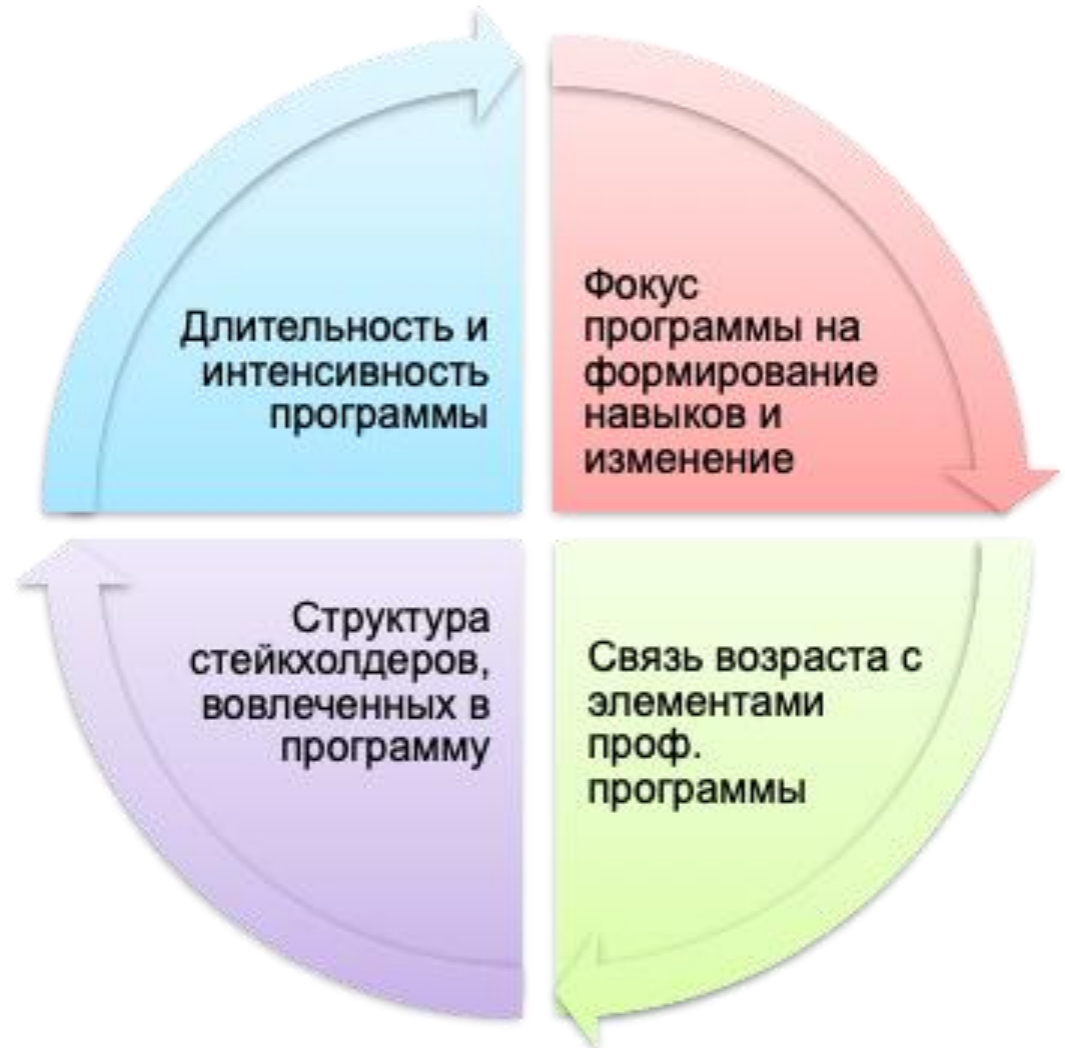 Длительность и
интенсивность
программы
Фокус
программы на
формирование
навыков и
изменение
Структура
стейкхолдеров,
вовлеченных в
программу
Связь возраста с
элементами
проф.
программы